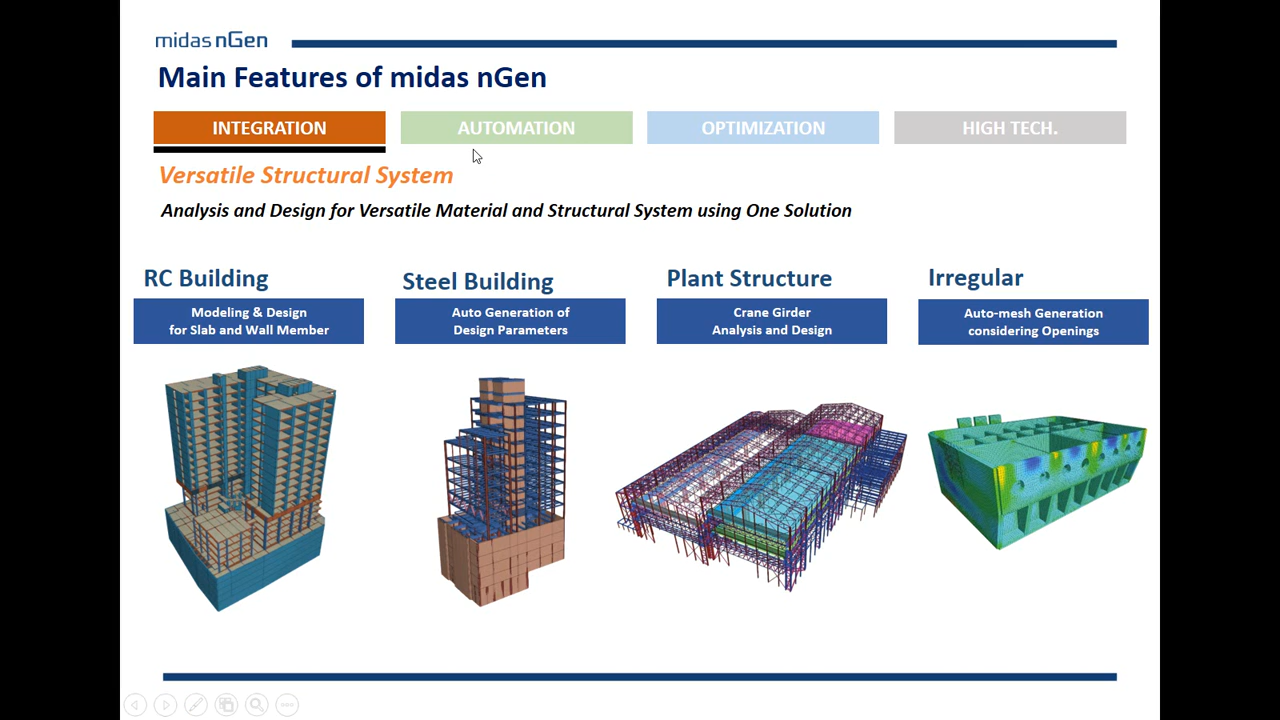 midas nGen
Main Features of midas nGen
INTEGRATION
AUTOMATION
OPTIMIZATION
HIGH TECH.
Versatile Structural System
Analysis and Design for Versatile Material and Structural System using One Solution
RC Building
Modeling & Design
for Slab and Wall Member
Steel Building
Auto Generation of
Design Parameters
Plant Structure
Crane Girder
Analysis and Design
Irregular
Auto-mesh Generation
considering Openings